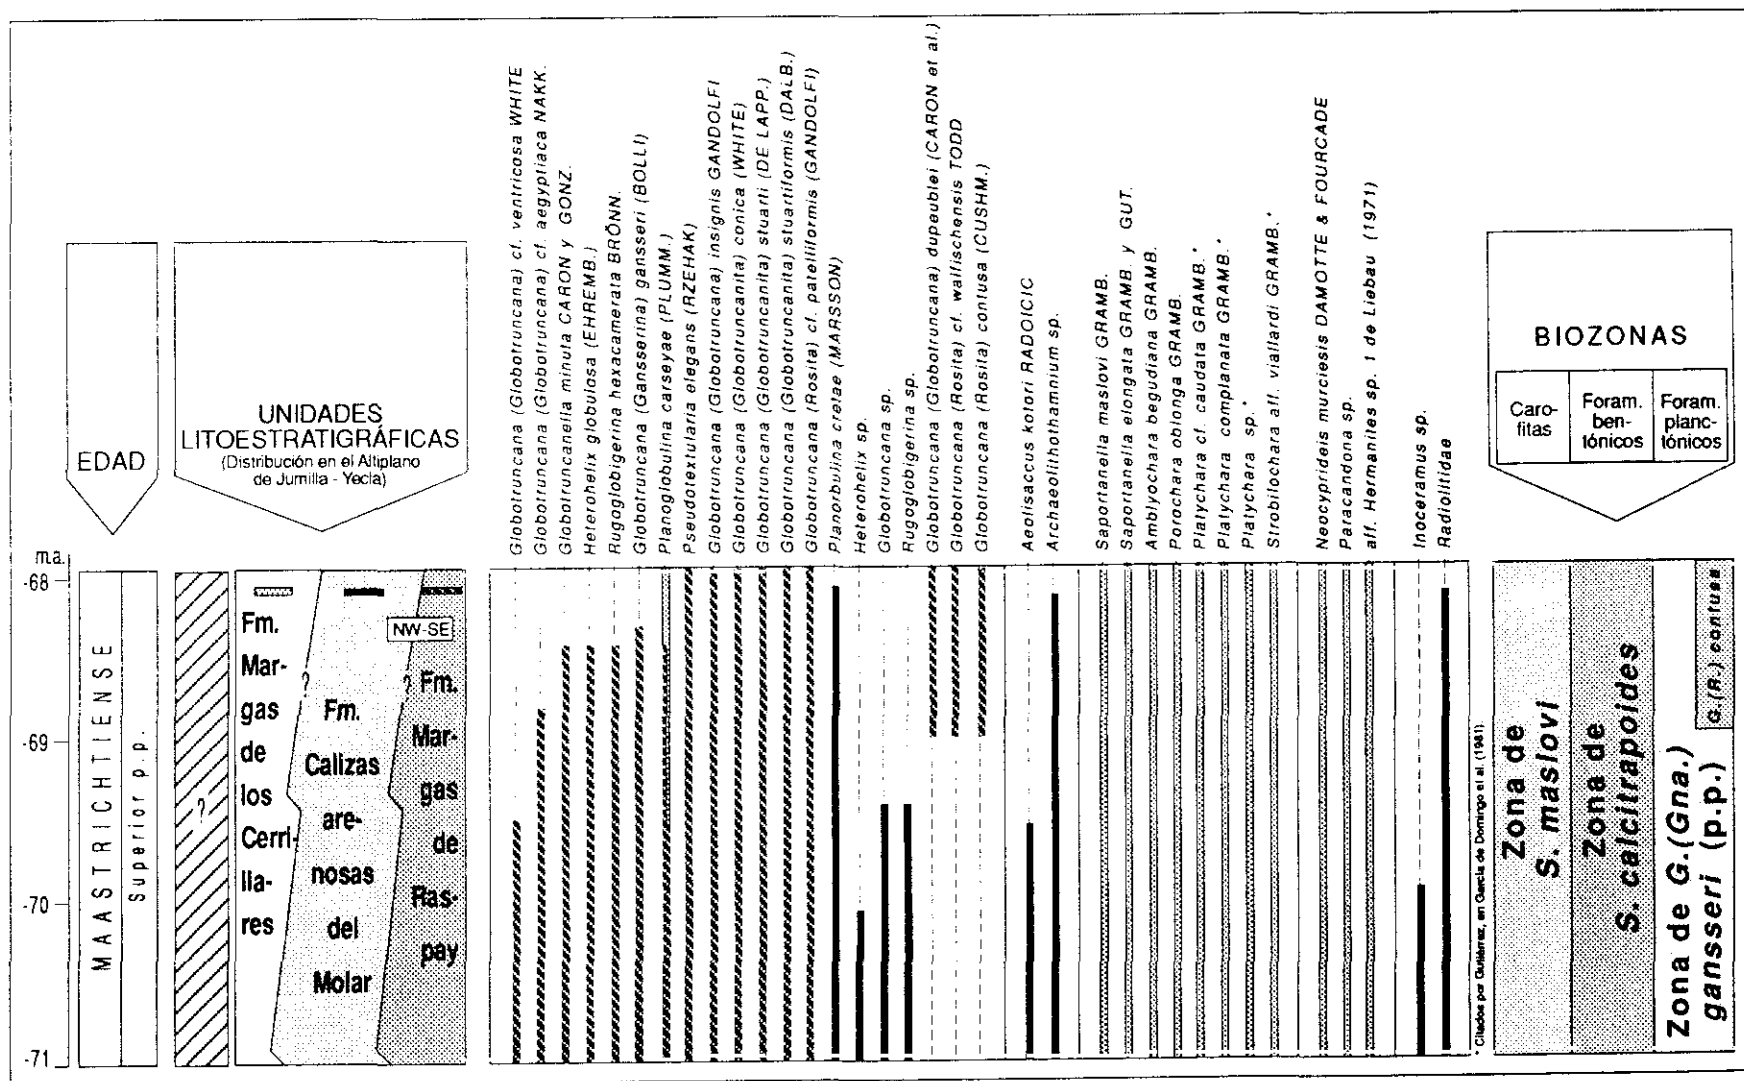 EDAD
UNIDADES
LITOESTRATIGRÁFICAS
(Distribución en el Altiplano
de Jumilla - Yecla)
Globotruncana (Globotruncana) cf. ventricosa WHITE
Globotruncana (Globotruncana) cf. aegyptiaca NAKK.
Globotruncanella minuta CARON y GONZ.
Heterohelix globulosa (EHREMB.)
Rugoglobigerina hexacamerata BRÖNN.
Globotruncana (Gansserina) gansseri (BOLLI)
Planoglobulina carseyae (PLUMM.)
Pseudotextularia elegans (RZEHAK)
Globotruncana (Globotruncana) insignis GANDOLFI
Globotruncana (Globotruncanita) conica (WHITE)
Globotruncana (Globotruncanita) stuarti (DE LAPP.)
Globotruncana (Globotruncanita) stuartiformis (DALB.)
Globotruncana (Rosita) cf. patelliformis (GANDOLFI)
Planorbulina cretae (MARSSON)
Heterohelix sp.
Globotruncana sp.
Rugoglobigerina sp.
Globotruncana (Globotruncana) dupeublei (CARON et al.)
Globotruncana (Rosita) cf. walfischensis TODD
Globotruncana (Rosita) contusa (CUSHM.)
Aeolisaccus kotori RADOICIC
Archaeolithothamnium sp.
Saportanella maslovi GRAMB.
Saportanella elongata GRAMB. y GUT.
Amblyochara begudiana GRAMB.
Porochara oblonga GRAMB.
Platychara cf. caudata GRAMB.*
Platychara complanata GRAMB.*
Platychara sp.*
Strobilochara aff. viallardi GRAMB.*
Neocyprideis murciesis DAMOTTE & FOURCADE
Paracandona sp.
aff. Hermanites sp. 1 de Liebau (1971)
Inoceramus sp.
Radiolitidae
BIOZONAS
Caro-
fitas
Foram.
ben-
tónicos
Foram.
planc-
tónicos
m.a.
-68
-69
-70
-71
MAASTRICHTIENSE
Superior p.p.
?
Fm.
Mar-
gas
de
los
Cerri-
lla-
res
?
Fm.
Calizas
are-
nosas
del
Molar
NW-SE
?
Fm.
Mar-
gas
de
Ras-
pay
* Citados por Gutiérrez, en García de Domingo et al. (1981)
Zona de
S. maslovi
Zona de
S. calcitrapoides
Zona de G.(Gna.)
gansseri (p.p.)
G.(R.) contusa